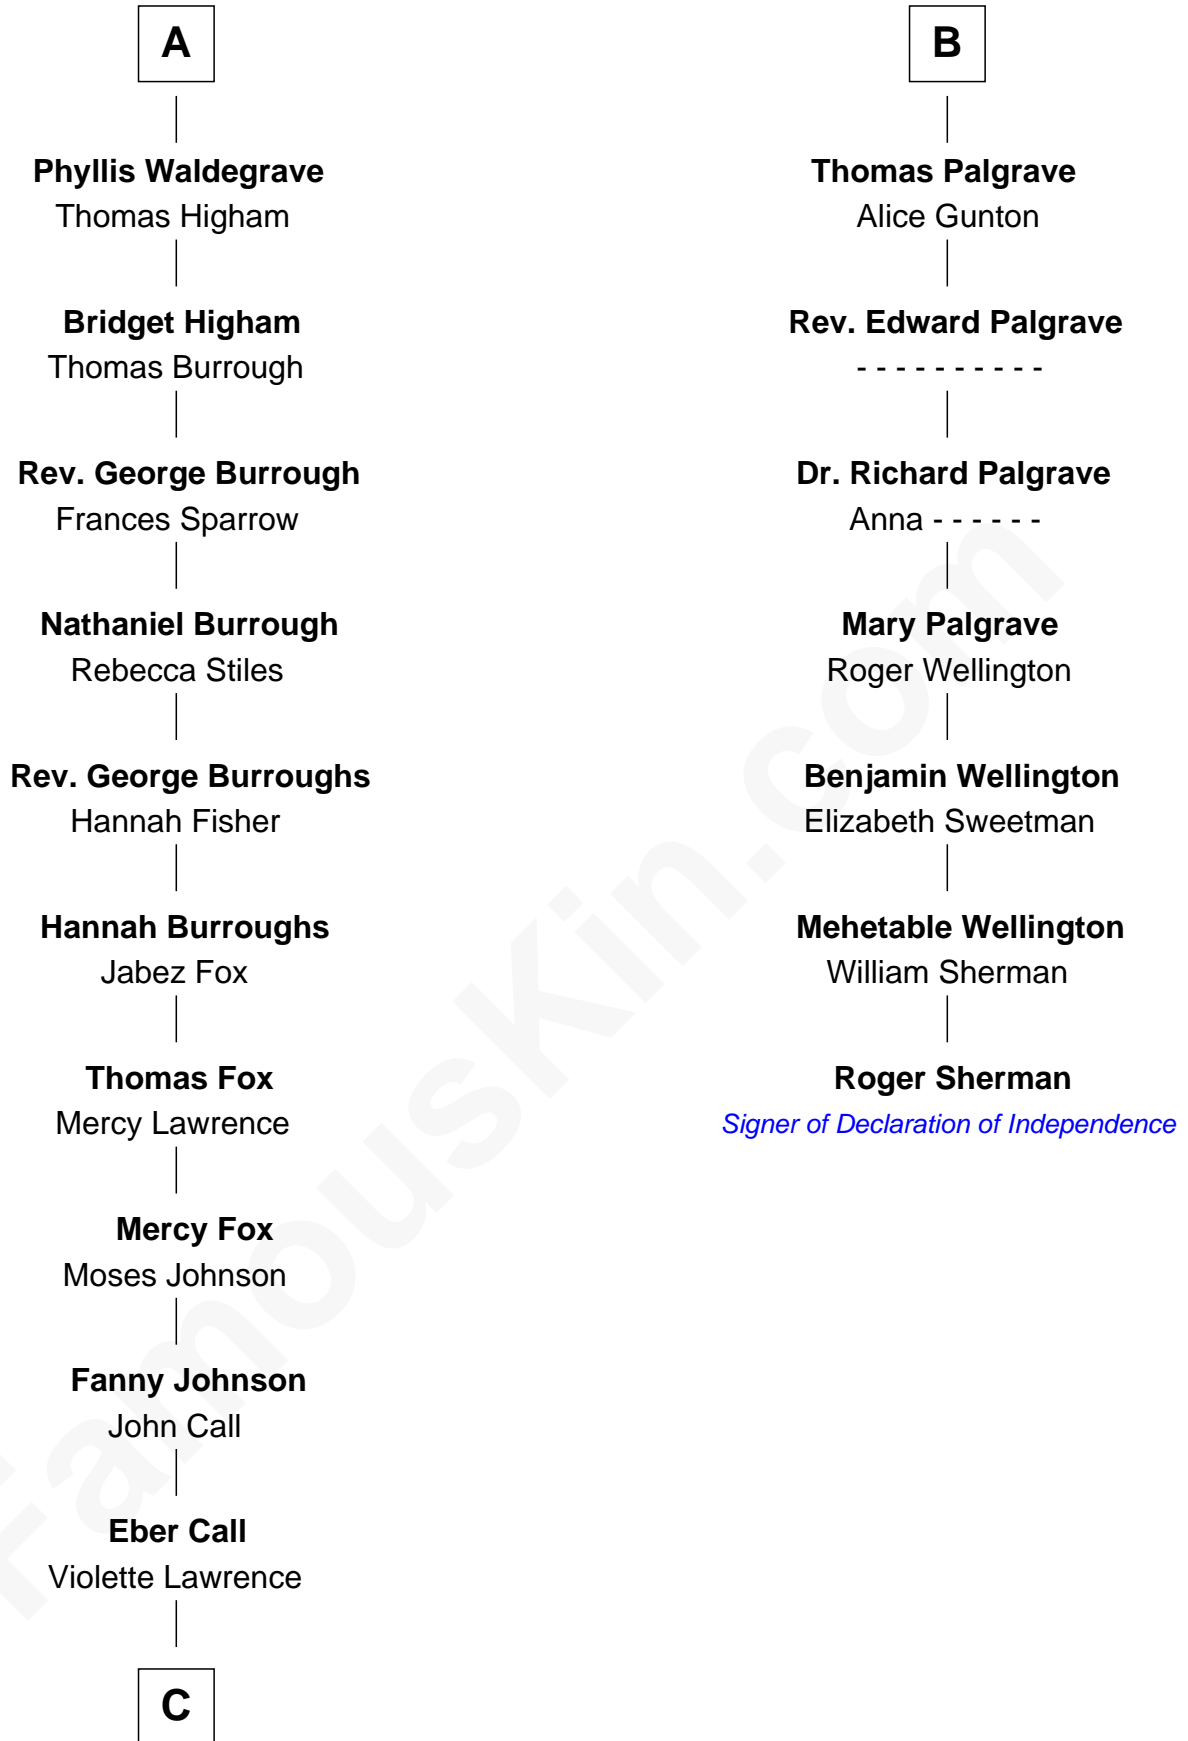 A
Phyllis Waldegrave
Thomas Higham
Bridget Higham
Thomas Burrough
Rev. George Burrough
Frances Sparrow
Nathaniel Burrough
Rebecca Stiles
Rev. George Burroughs
Hannah Fisher
Hannah Burroughs
Jabez Fox
Thomas Fox
Mercy Lawrence
Mercy Fox
Moses Johnson
Fanny Johnson
John Call
Eber Call
Violette Lawrence
C
B
Thomas Palgrave
Alice Gunton
Rev. Edward Palgrave
- - - - - - - - - -
Dr. Richard Palgrave
Anna - - - - - -
Mary Palgrave
Roger Wellington
Benjamin Wellington
Elizabeth Sweetman
Mehetable Wellington
William Sherman
Roger Sherman
Signer of Declaration of Independence
FamousKin.com